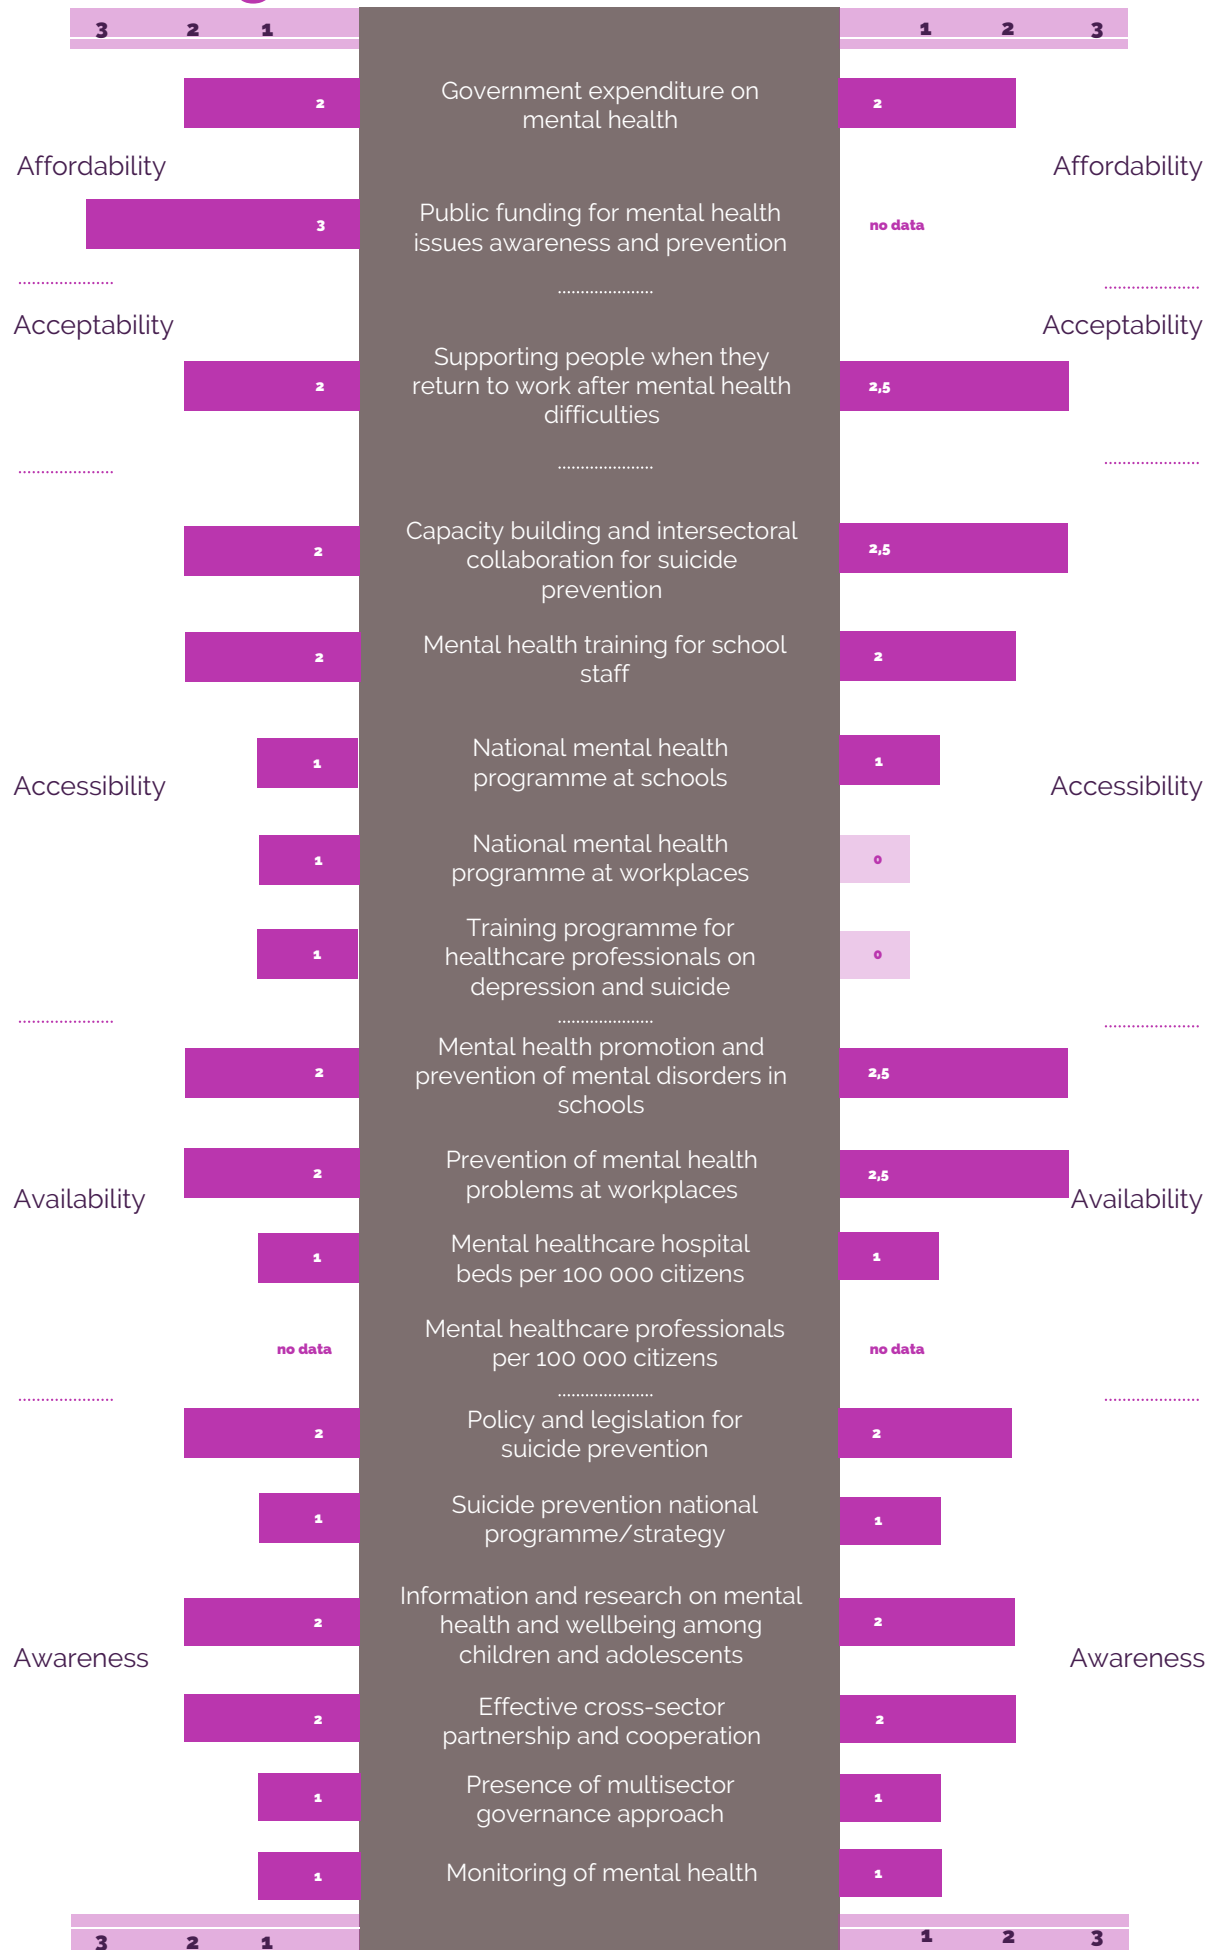 3 2 1 1 2 3
2 Government expenditure on 2
mental health
Affordability Affordability
3 Public funding for mental health no data
issues awareness and prevention
.....................
Acceptability Acceptability
Supporting people when they
2 return to work after mental health 2,5
difficulties
.....................
Capacity building and intersectoral
2 collaboration for suicide 2,5
prevention
2 Mental health training for school 2
staff
1 National mental health 1
programme at schools
Accessibility Accessibility
1 National mental health 0
programme at workplaces
Training programme for
1 healthcare professionals on 0
depression and suicide
.....................
Mental health promotion and
2 prevention of mental disorders in 2,5
schools
2 Prevention of mental health 2,5
problems at workplaces
Availability Availability
1 Mental healthcare hospital 1
beds per 100 000 citizens
no data Mental healthcare professionals no data
per 100 000 citizens
.....................
2 Policy and legislation for 2
suicide prevention
1 Suicide prevention national 1
programme/strategy
Information and research on mental
2 health and wellbeing among 2
children and adolescents
Awareness Awareness
2 Effective cross-sector 2
partnership and cooperation
1 Presence of multisector 1
governance approach
1 Monitoring of mental health 1
3 2 1 1 2 3